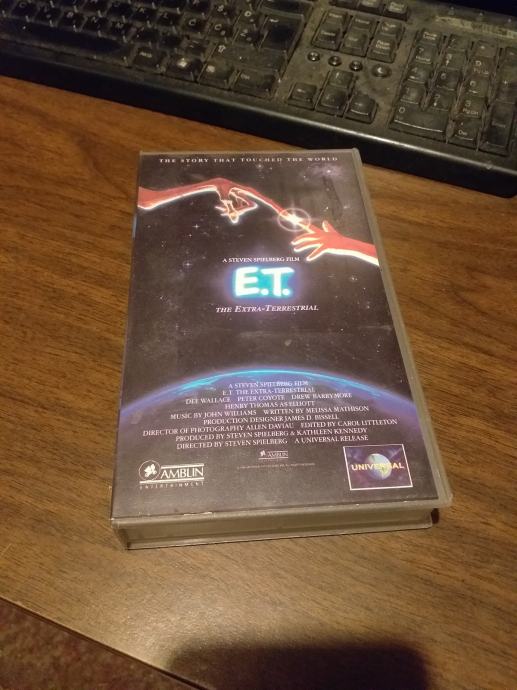 THE STORY THAT TOUCHED THE WORLD
A STEVEN SPIELBERG FILM
E.T.
THE EXTRA-TERRESTRIAL
A STEVEN SPIELBERG FILM
E.T. THE EXTRA-TERRESTRIAL
DEE WALLACE PETER COYOTE DREW BARRYMORE
HENRY THOMAS AS ELLIOTT
MUSIC BY JOHN WILLIAMS WRITTEN BY MELISSA MATHISON
PRODUCTION DESIGNER JAMES D. BISSELL
DIRECTOR OF PHOTOGRAPHY ALLEN DAVIAU EDITED BY CAROL LITTLETON
PRODUCED BY STEVEN SPIELBERG & KATHLEEN KENNEDY
DIRECTED BY STEVEN SPIELBERG A UNIVERSAL RELEASE
AMBLIN
ENTERTAINMENT
AMBLIN
UNIVERSAL